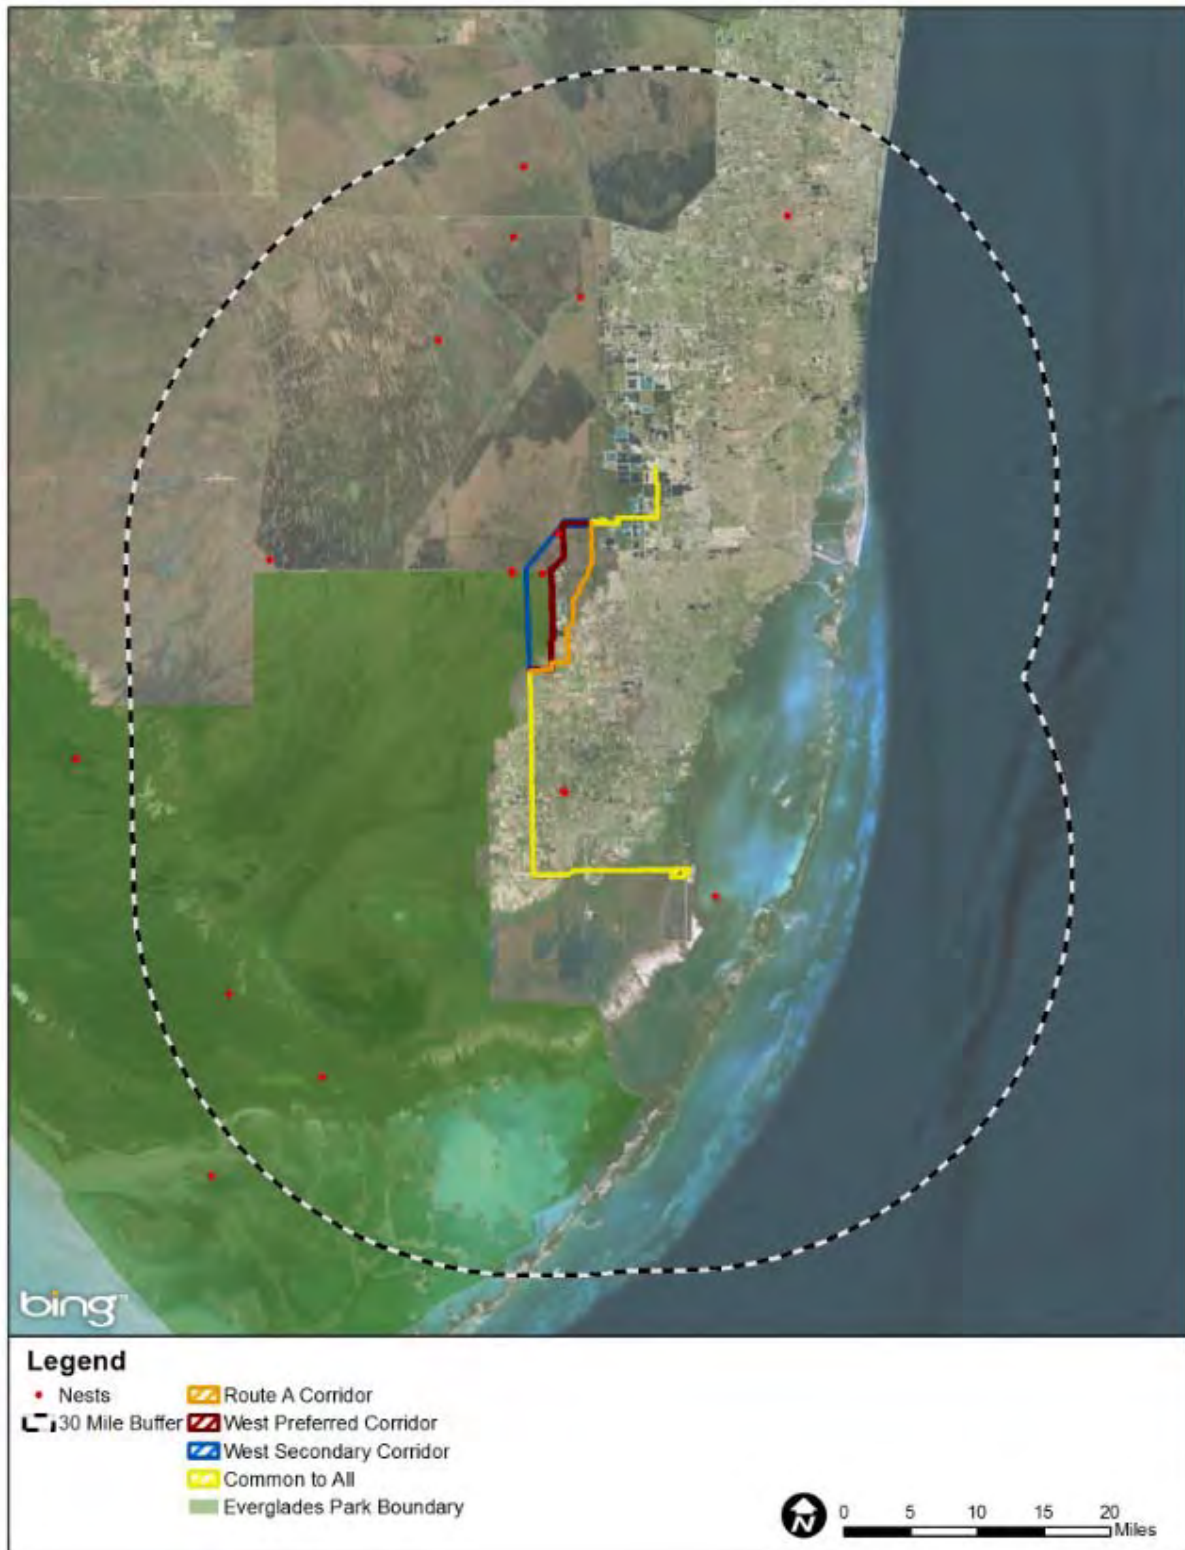 bing™
Legend
Nests
30 Mile Buffer
Route A Corridor
West Preferred Corridor
West Secondary Corridor
Common to All
Everglades Park Boundary
N
0 5 10 15 20
Miles